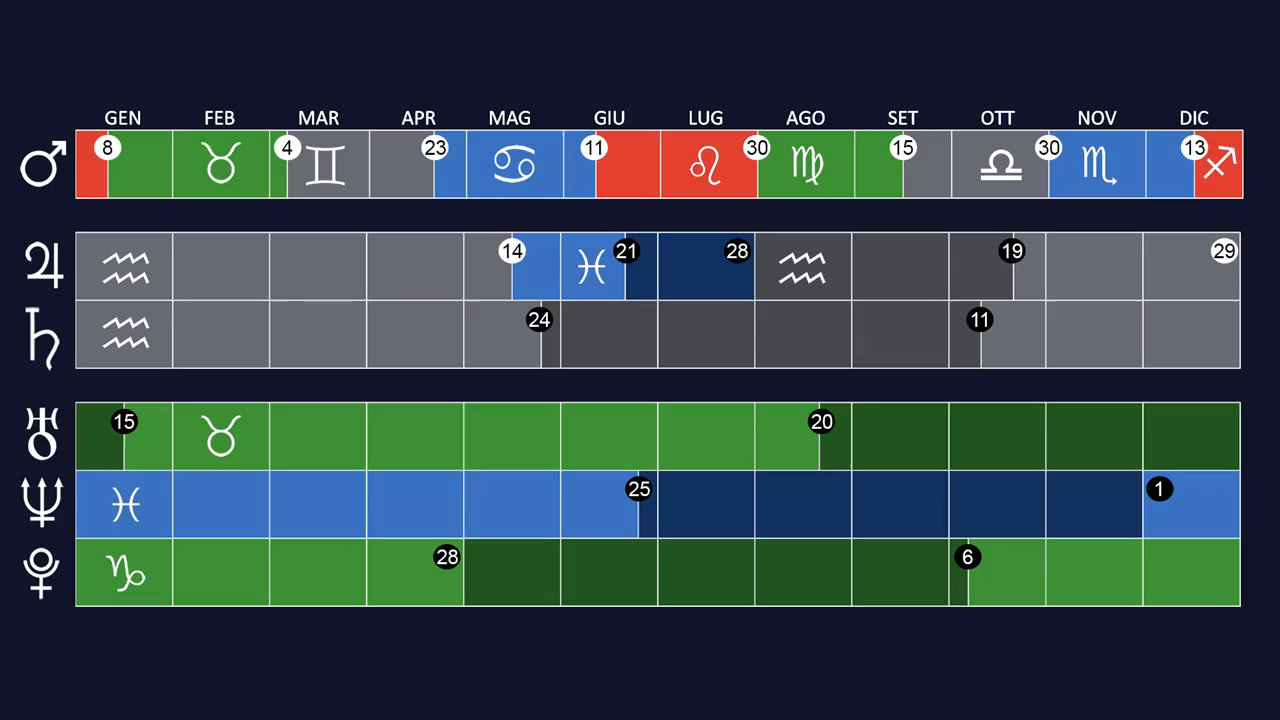 GEN FEB MAR APR MAG GIU LUG AGO SET OTT NOV DIC
♂ 8 ♉ 4 ♊ 23 ♋ 11 ♌ 30 ♍ 15 ♎ 30 ♏ 13 ♐
♃ ♒ 14 ♓ 21 28 ♒ 19 29
♄ ♒ 24 11
♅ 15 ♉ 20
♆ ♓ 25 1
⯓ ♑ 28 6